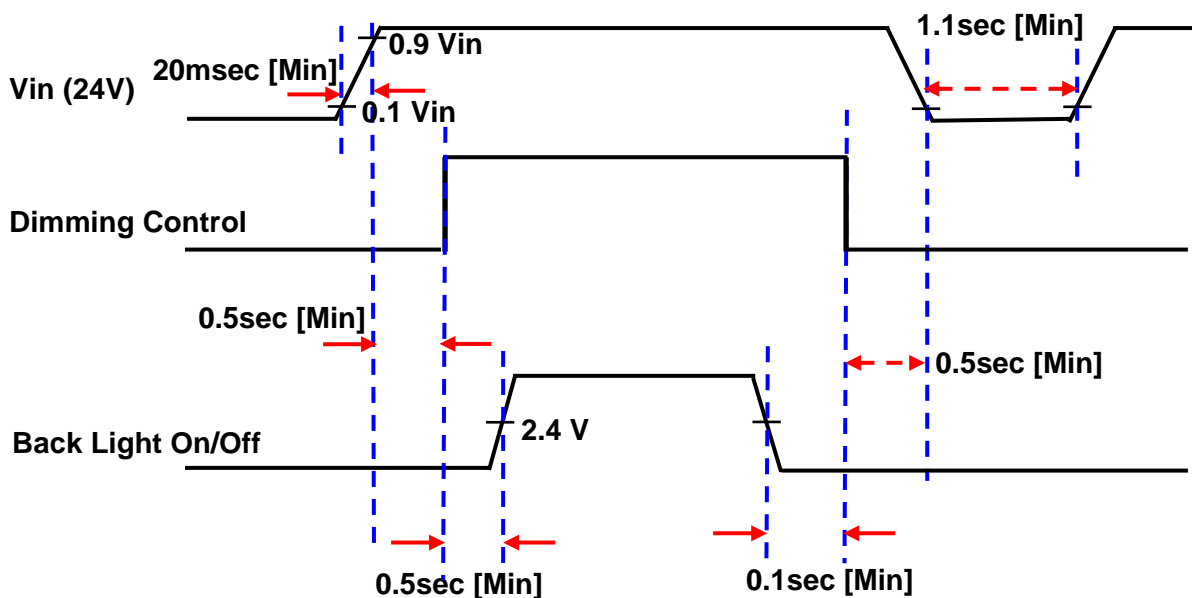 1.1sec [Min]
0.9 Vin
20msec [Min]
Vin (24V)
0.1 Vin
Dimming Control
0.5sec [Min]
0.5sec [Min]
2.4 V
Back Light On/Off
0.5sec [Min]
0.1sec [Min]